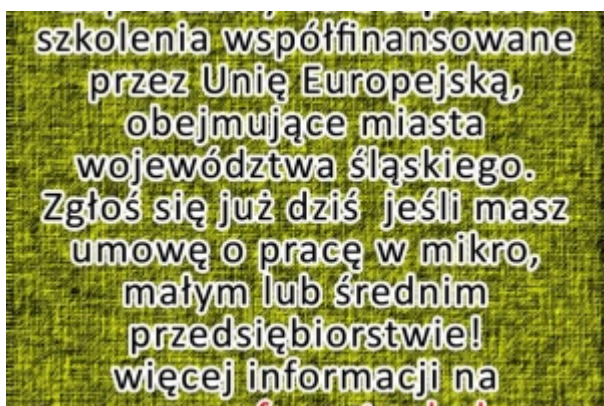 szkolenia współfinansowane
przez Unię Europejską,
obejmujące miasta
województwa śląskiego.
Zgłoś się już dziś  jeśli masz
umowę o pracę w mikro,
małym lub średnim
przedsiębiorstwie!
więcej informacji na